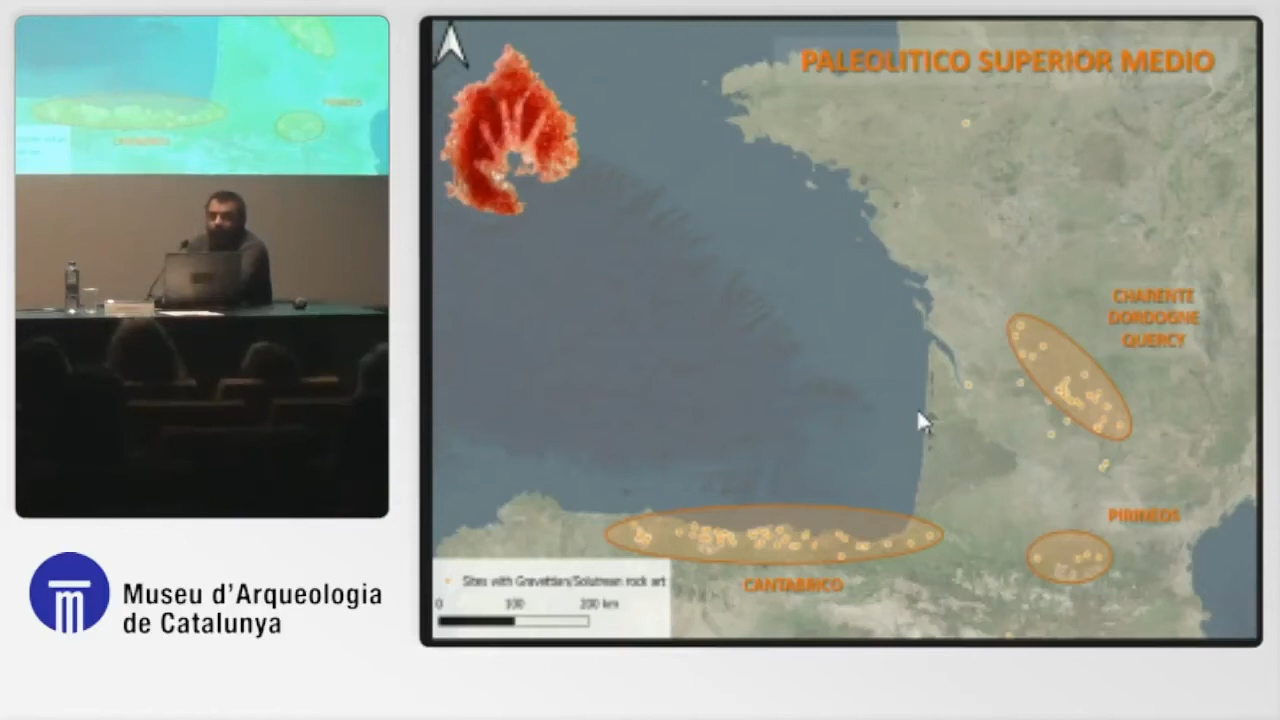 PALEOLITICO SUPERIOR MEDIO
CHARENTE
DORDOGNE
QUERCY
PIRINEOS
CANTABRICO
Sites with Gravettian/Solutrean rock art
0 100 200 km
Museu d'Arqueologia
de Catalunya